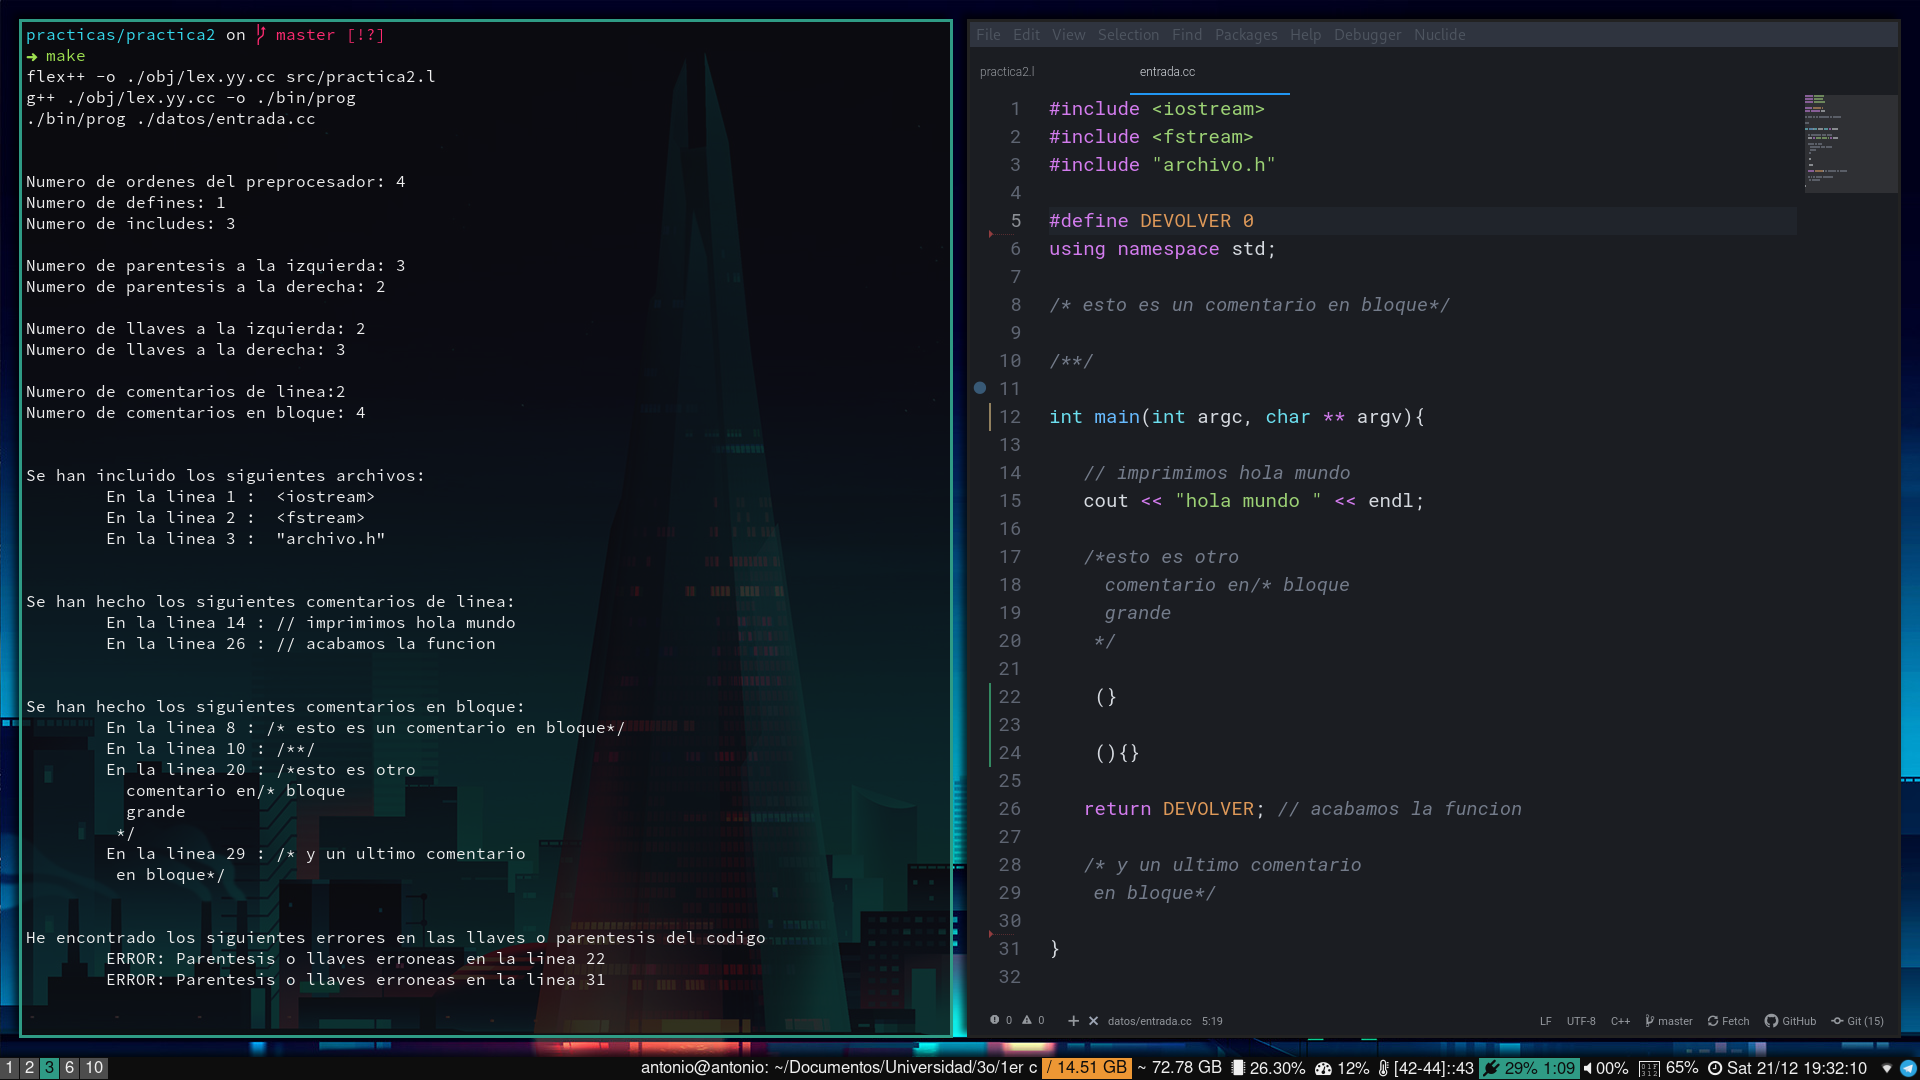 practicas/practica2 on master [!?]
➜ make
flex++ -o ./obj/lex.yy.cc src/practica2.l
g++ ./obj/lex.yy.cc -o ./bin/prog
./bin/prog ./datos/entrada.cc
Numero de ordenes del preprocesador: 4
Numero de defines: 1
Numero de includes: 3
Numero de parentesis a la izquierda: 3
Numero de parentesis a la derecha: 2
Numero de llaves a la izquierda: 2
Numero de llaves a la derecha: 3
Numero de comentarios de linea:2
Numero de comentarios en bloque: 4
Se han incluido los siguientes archivos:
En la linea 1 :  <iostream>
En la linea 2 :  <fstream>
En la linea 3 :  "archivo.h"
Se han hecho los siguientes comentarios de linea:
En la linea 14 : // imprimimos hola mundo
En la linea 26 : // acabamos la funcion
Se han hecho los siguientes comentarios en bloque:
En la linea 8 : /* esto es un comentario en bloque*/
En la linea 10 : /**/
En la linea 20 : /*esto es otro
comentario en/* bloque
grande
*/
En la linea 29 : /* y un ultimo comentario
en bloque*/
He encontrado los siguientes errores en las llaves o parentesis del codigo
ERROR: Parentesis o llaves erroneas en la linea 22
ERROR: Parentesis o llaves erroneas en la linea 31
File Edit View Selection Find Packages Help Debugger Nuclide
practica2.l entrada.cc
1 #include <iostream>
2 #include <fstream>
3 #include "archivo.h"
4
5 #define DEVOLVER 0
6 using namespace std;
7
8 /* esto es un comentario en bloque*/
9
10 /**/
11
12 int main(int argc, char ** argv){
13
14 // imprimimos hola mundo
15 cout << "hola mundo " << endl;
16
17 /*esto es otro
18 comentario en/* bloque
19 grande
20 */
21
22 (}
23
24 (){}
25
26 return DEVOLVER; // acabamos la funcion
27
28 /* y un ultimo comentario
29 en bloque*/
30
31 }
32
0 0 + × datos/entrada.cc 5:19 LF UTF-8 C++ master Fetch GitHub Git (15)
1 2 3 6 10 antonio@antonio: ~/Documentos/Universidad/3o/1er c / 14.51 GB ~ 72.78 GB 26.30% 12% [42-44]::43 29% 1:09 00% 65% Sat 21/12 19:32:10